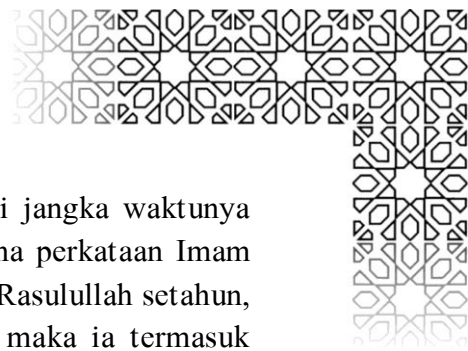 i jangka waktunya
na perkataan Imam
Rasulullah setahun,
maka ia termasuk